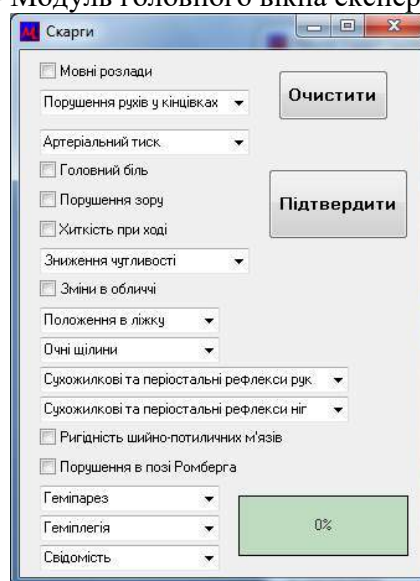 Модуль головного вікна експер
Скарги
Мовні розлади
Очистити
Порушення рухів у кінцівках
Артеріальний тиск
Головний біль
Порушення зору
Підтвердити
Хиткість при ході
Зниження чутливості
Зміни в обличчі
Положення в ліжку
Очні щілини
Сухожилкові та періостальні рефлекси рук
Сухожилкові та періостальні рефлекси ніг
Ригідність шийно-потиличних м'язів
Порушення в позі Ромберга
Геміпарез
Геміплегія
0%
Свідомість